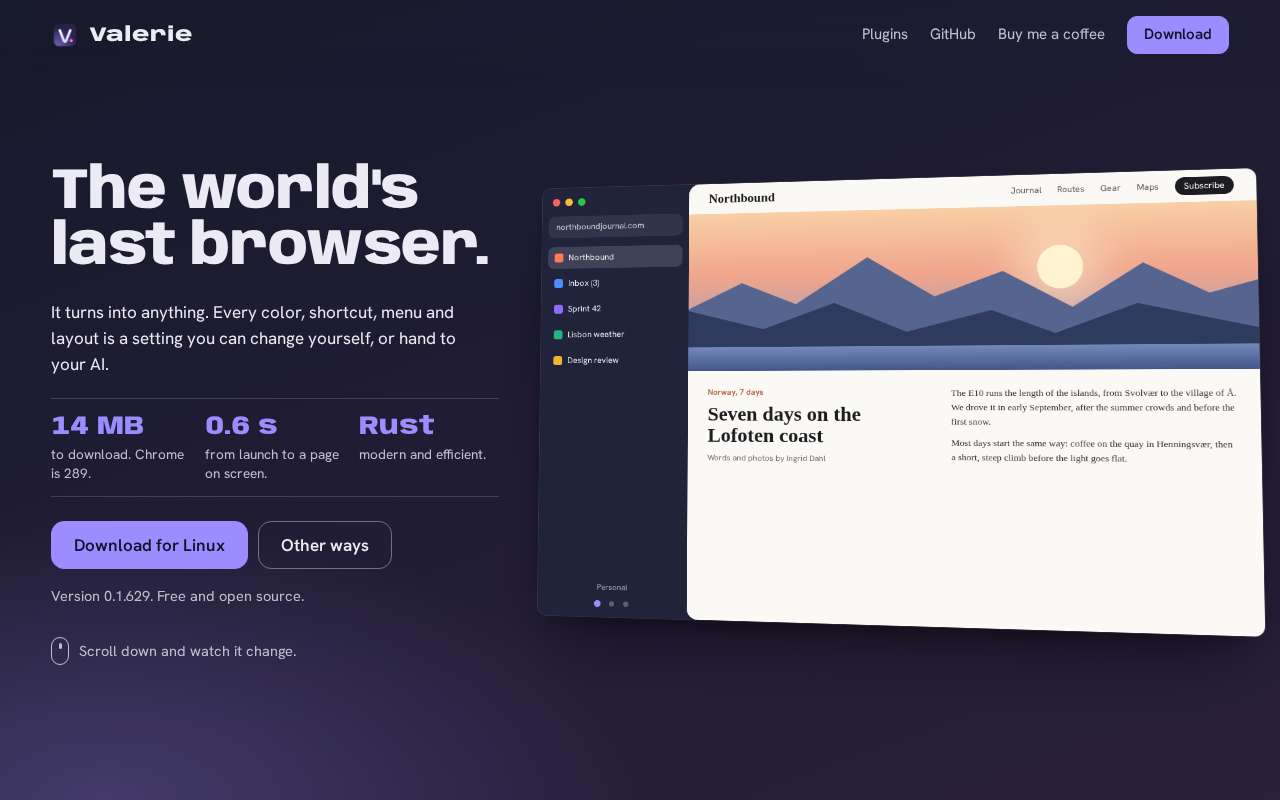 Valerie
Plugins
GitHub
Buy me a coffee
Download
The world's
last browser.
It turns into anything. Every color, shortcut, menu and
layout is a setting you can change yourself, or hand to
your AI.
14 MB
to download. Chrome
is 289.
0.6 s
from launch to a page
on screen.
Rust
modern and efficient.
Download for Linux
Other ways
Version 0.1.629. Free and open source.
Scroll down and watch it change.
northboundjournal.com
Northbound
Inbox (3)
Sprint 42
Lisbon weather
Design review
Personal
Northbound
Journal
Routes
Gear
Maps
Subscribe
Norway, 7 days
Seven days on the
Lofoten coast
Words and photos by Ingrid Dahl
The E10 runs the length of the islands, from Svolvær to the village of Å.
We drove it in early September, after the summer crowds and before the
first snow.
Most days start the same way: coffee on the quay in Henningsvær, then
a short, steep climb before the light goes flat.